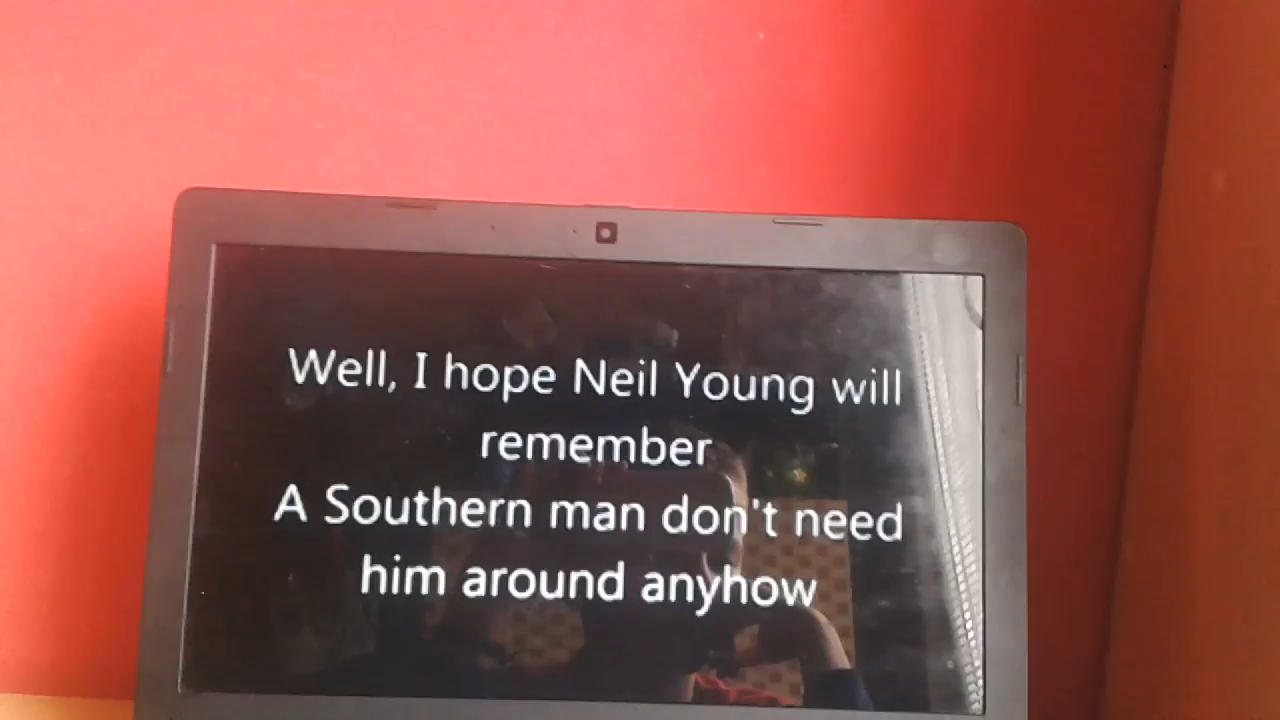 Well, I hope Neil Young will
remember
A Southern man don't need
him around anyhow